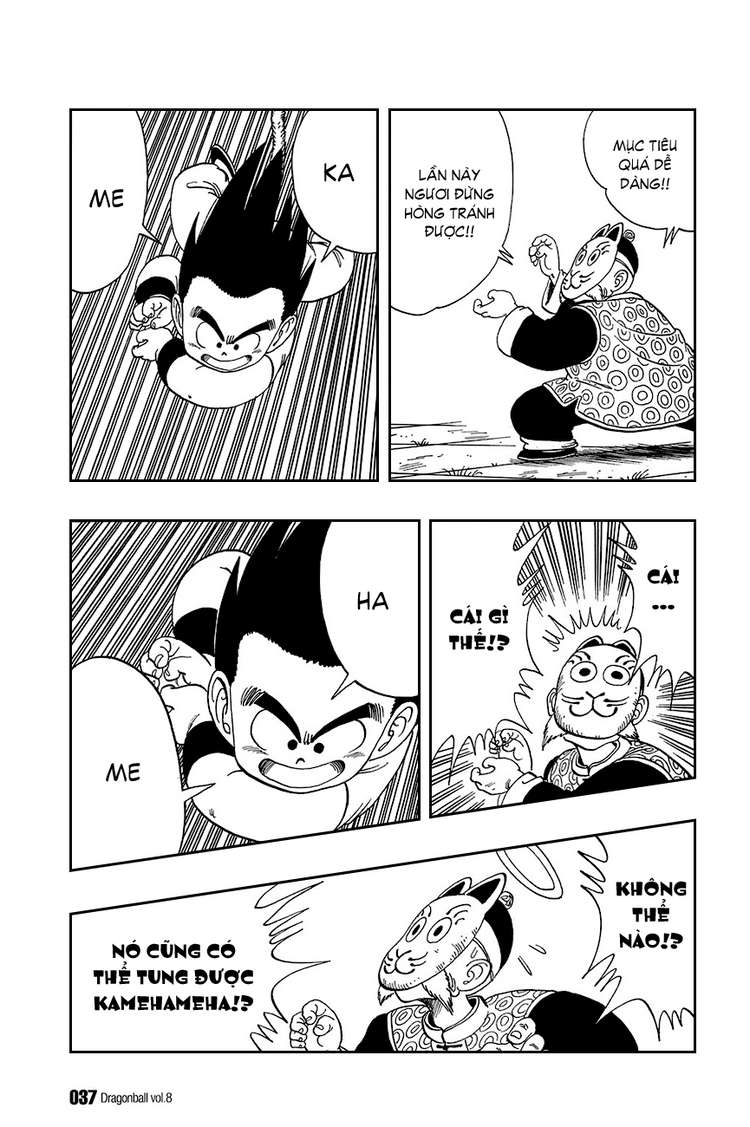 MỤC TIÊU
QUÁ DỄ
DÀNG!!
LẦN NÀY
NGƯƠI ĐỪNG
HÒNG TRÁNH
ĐƯỢC!!
KA
ME
HA
ME
CÁI
...
CÁI GÌ
THẾ!?
KHÔNG
THỂ
NÀO!?
NÓ CŨNG CÓ
THỂ TUNG ĐƯỢC
KAMEHAMEHA!?
037 Dragonball vol.8